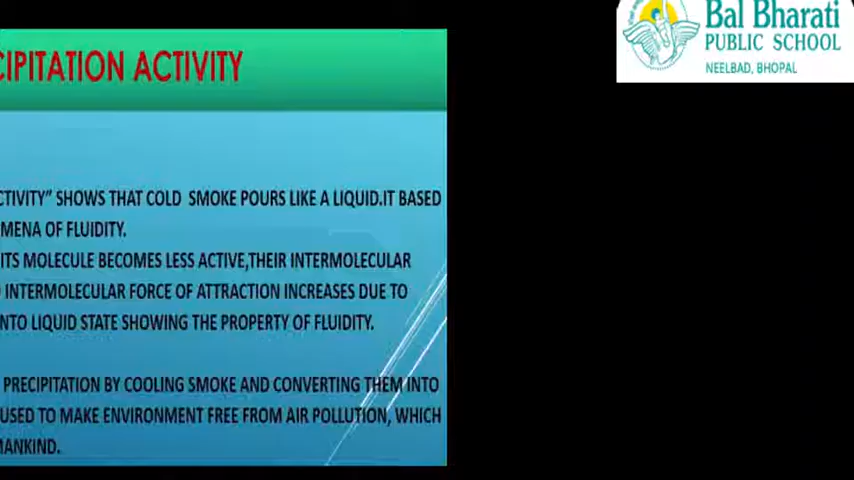 Bal Bharati
PUBLIC SCHOOL
NEELBAD, BHOPAL
CIPITATION ACTIVITY
CTIVITY" SHOWS THAT COLD SMOKE POURS LIKE A LIQUID.IT BASED
MENA OF FLUIDITY.
ITS MOLECULE BECOMES LESS ACTIVE,THEIR INTERMOLECULAR
INTERMOLECULAR FORCE OF ATTRACTION INCREASES DUE TO
NTO LIQUID STATE SHOWING THE PROPERTY OF FLUIDITY.
PRECIPITATION BY COOLING SMOKE AND CONVERTING THEM INTO
USED TO MAKE ENVIRONMENT FREE FROM AIR POLLUTION, WHICH
MANKIND.